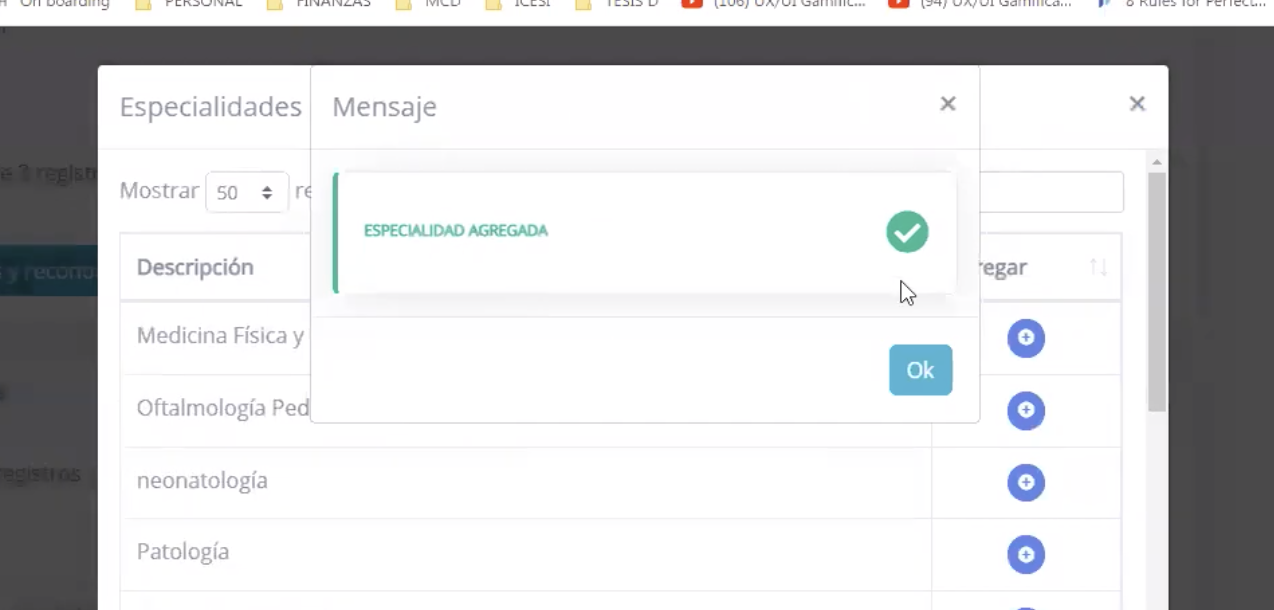 On boarding PERSONAL FINANZAS MCD ICESI TESIS D (106) UX/UI Gamific... (94) UX/UI Gamifica... 8 Rules for Perfect...
Especialidades
Mensaje
e 3 registr
Mostrar 50 re
ESPECIALIDAD AGREGADA
s y recono
Descripción
regar
Medicina Física y
Ok
Oftalmología Ped
registros
neonatología
Patología